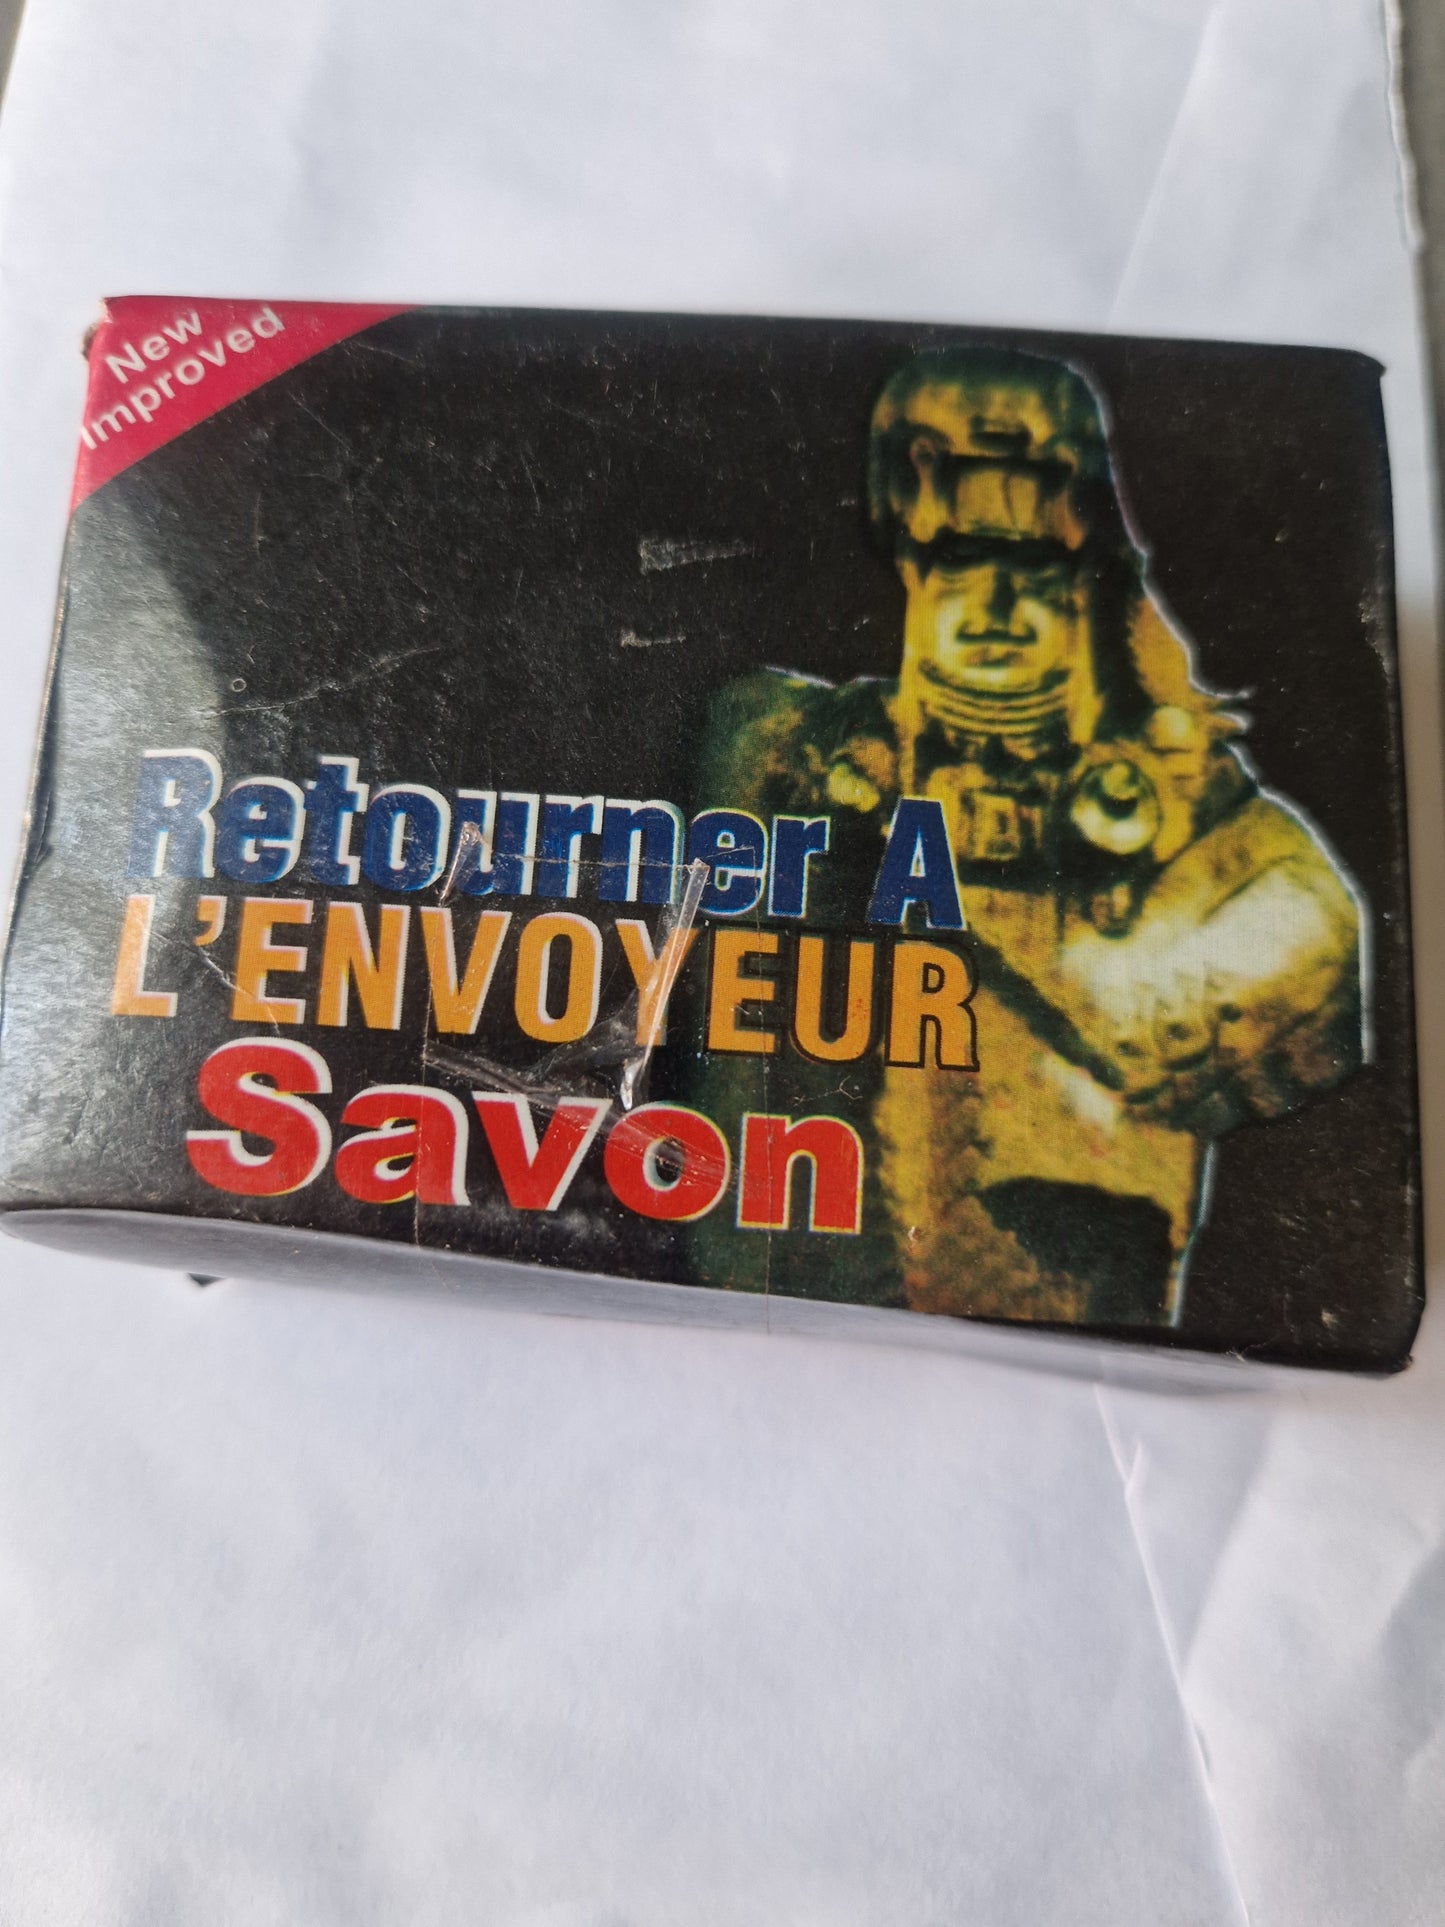 New
Improved
Retourner A
L'ENVOYEUR
Savon